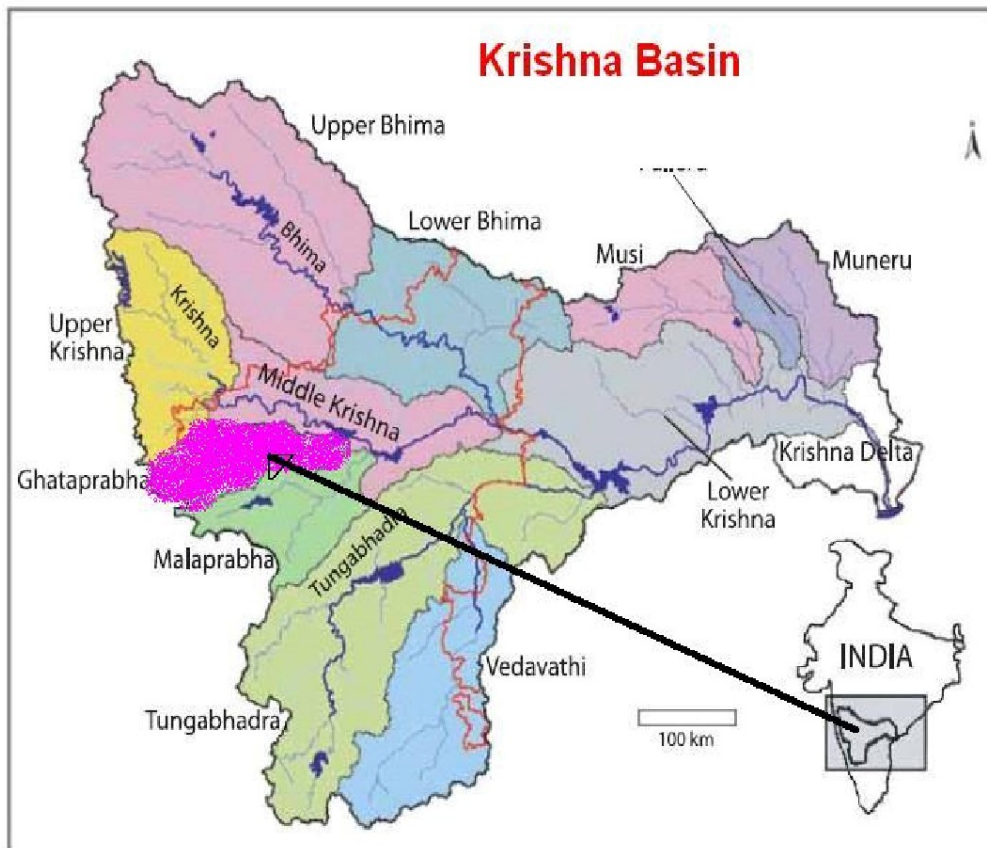 Krishna Basin
Upper Bhima
Bhima
Lower Bhima
Musi
Muneru
Krishna
Upper
Krishna
Middle Krishna
Ghataprabha
Krishna Delta
Lower
Krishna
Malaprabha
Tungabhadra
INDIA
Vedavathi
Tungabhadra
100 km